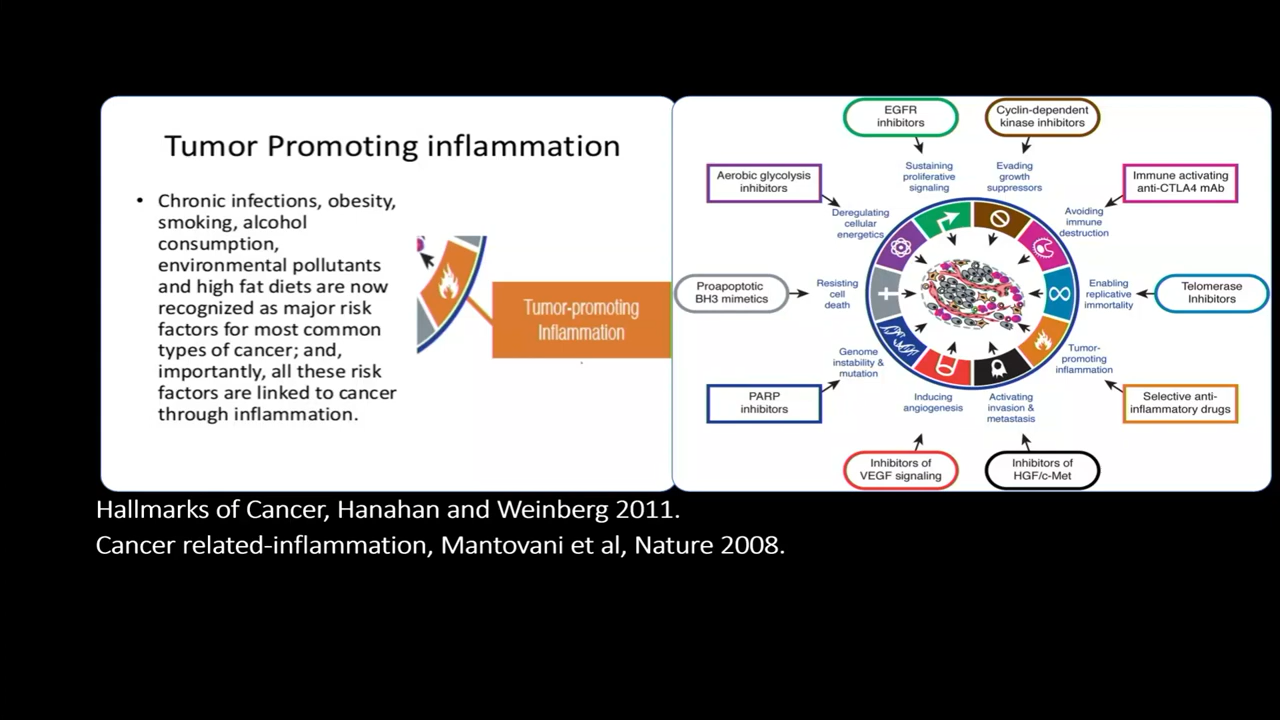 Tumor Promoting inflammation
• Chronic infections, obesity,
smoking, alcohol
consumption,
environmental pollutants
and high fat diets are now
recognized as major risk
factors for most common
types of cancer; and,
importantly, all these risk
factors are linked to cancer
through inflammation.
Tumor-promoting
Inflammation
EGFR
inhibitors
Cyclin-dependent
kinase inhibitors
Aerobic glycolysis
inhibitors
Sustaining
proliferative
signaling
Evading
growth
suppressors
Immune activating
anti-CTLA4 mAb
Deregulating
cellular
energetics
Avoiding
immune
destruction
Proapoptotic
BH3 mimetics
Resisting
cell
death
Enabling
replicative
immortality
Telomerase
Inhibitors
Genome
instability &
mutation
Tumor-
promoting
inflammation
PARP
inhibitors
Inducing
angiogenesis
Activating
invasion &
metastasis
Selective anti-
inflammatory drugs
Inhibitors of
VEGF signaling
Inhibitors of
HGF/c-Met
Hallmarks of Cancer, Hanahan and Weinberg 2011.
Cancer related-inflammation, Mantovani et al, Nature 2008.